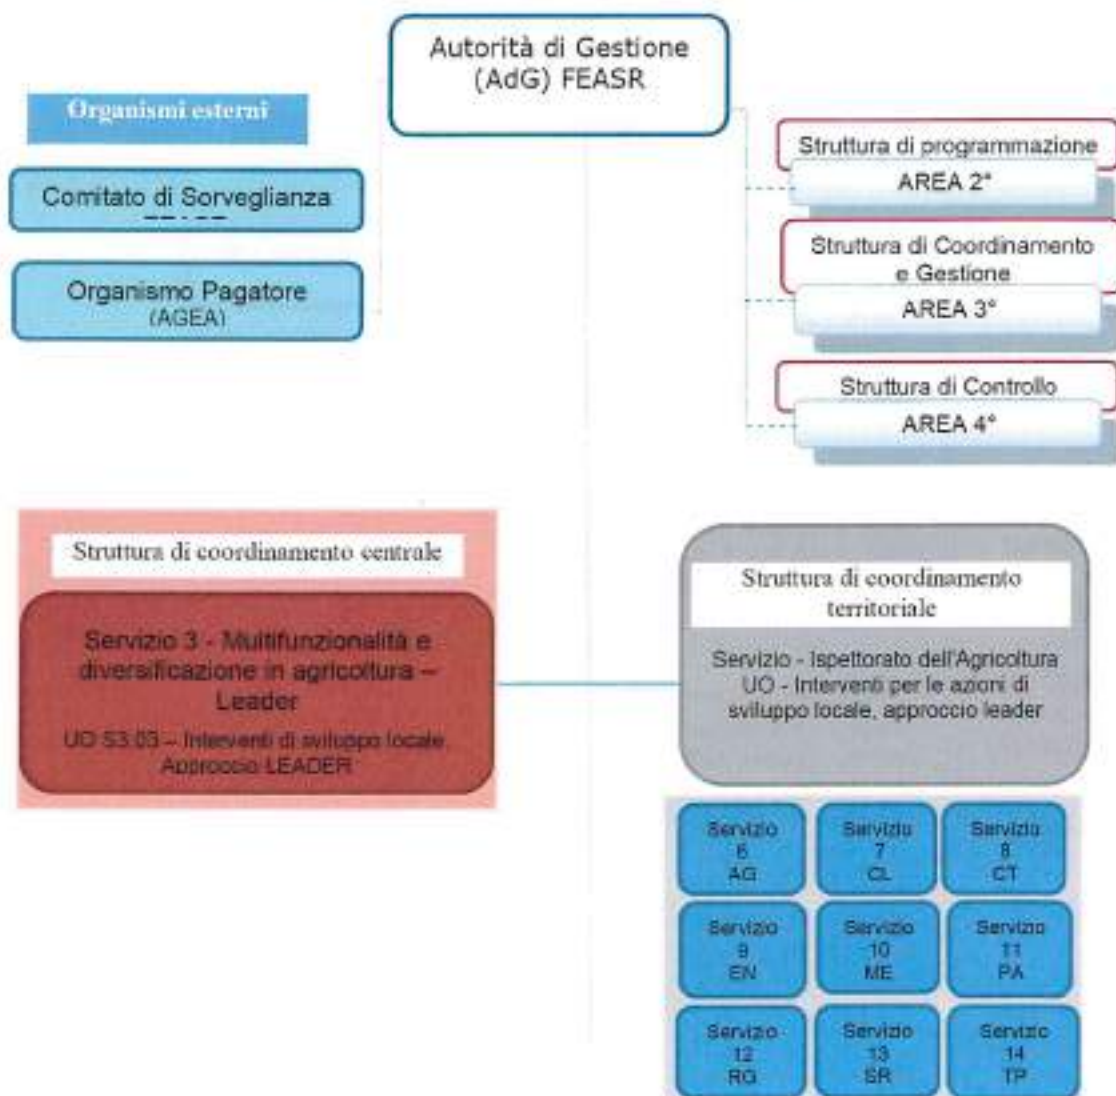 Autorità di Gestione
(AdG) FEASR
Organismi esterni
Comitato di Sorveglianza
Organismo Pagatore
(AGEA)
Struttura di programmazione
AREA 2°
Struttura di Coordinamento
e Gestione
AREA 3°
Struttura di Controllo
AREA 4°
Struttura di coordinamento centrale
Servizio 3 - Multifunzionalità e
diversificazione in agricoltura –
Leader
UO S3.03 – Interventi di sviluppo locale
Approccio LEADER
Struttura di coordinamento
territoriale
Servizio - Ispettorato dell'Agricoltura
UO - Interventi per le azioni di
sviluppo locale, approccio leader
Servizio
6
AG
Servizio
7
CL
Servizio
8
CT
Servizio
9
EN
Servizio
10
ME
Servizio
11
PA
Servizio
12
RG
Servizio
13
SR
Servizio
14
TP